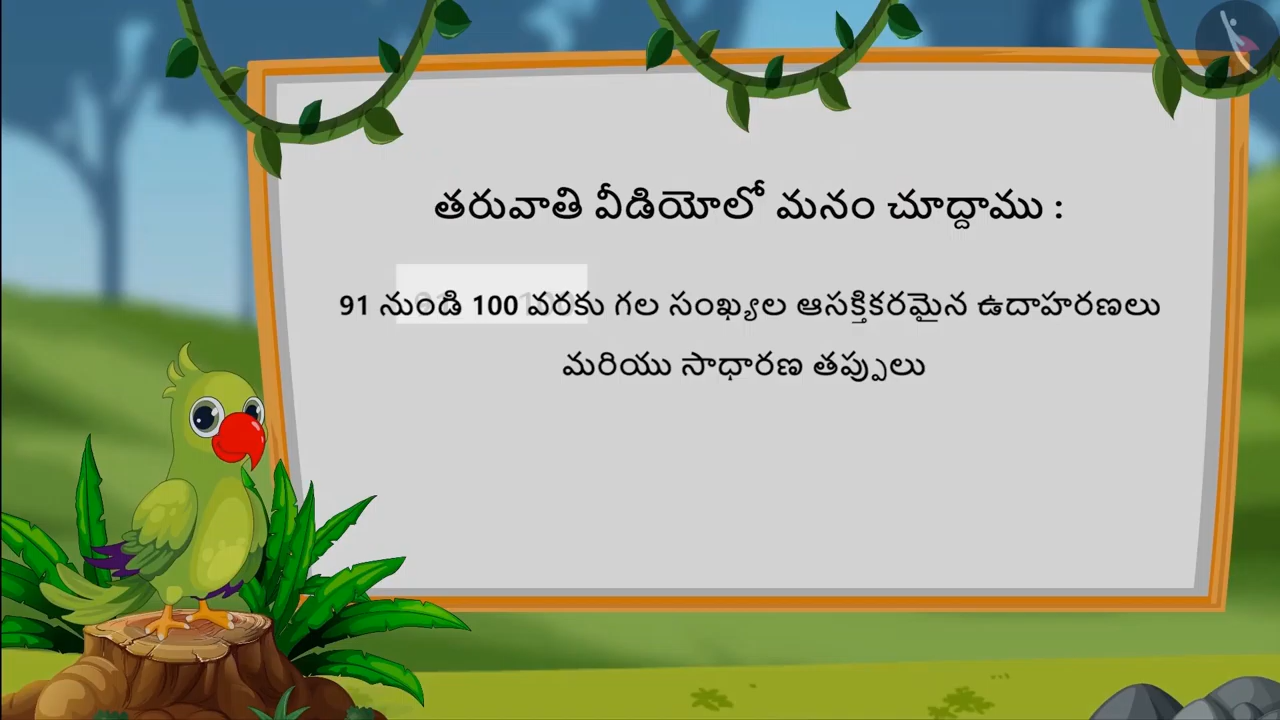 తరువాతి వీడియోలో మనం చూద్దాము :
91 నుండి 100 వరకు గల సంఖ్యల ఆసక్తికరమైన ఉదాహరణలు
మరియు సాధారణ తప్పులు